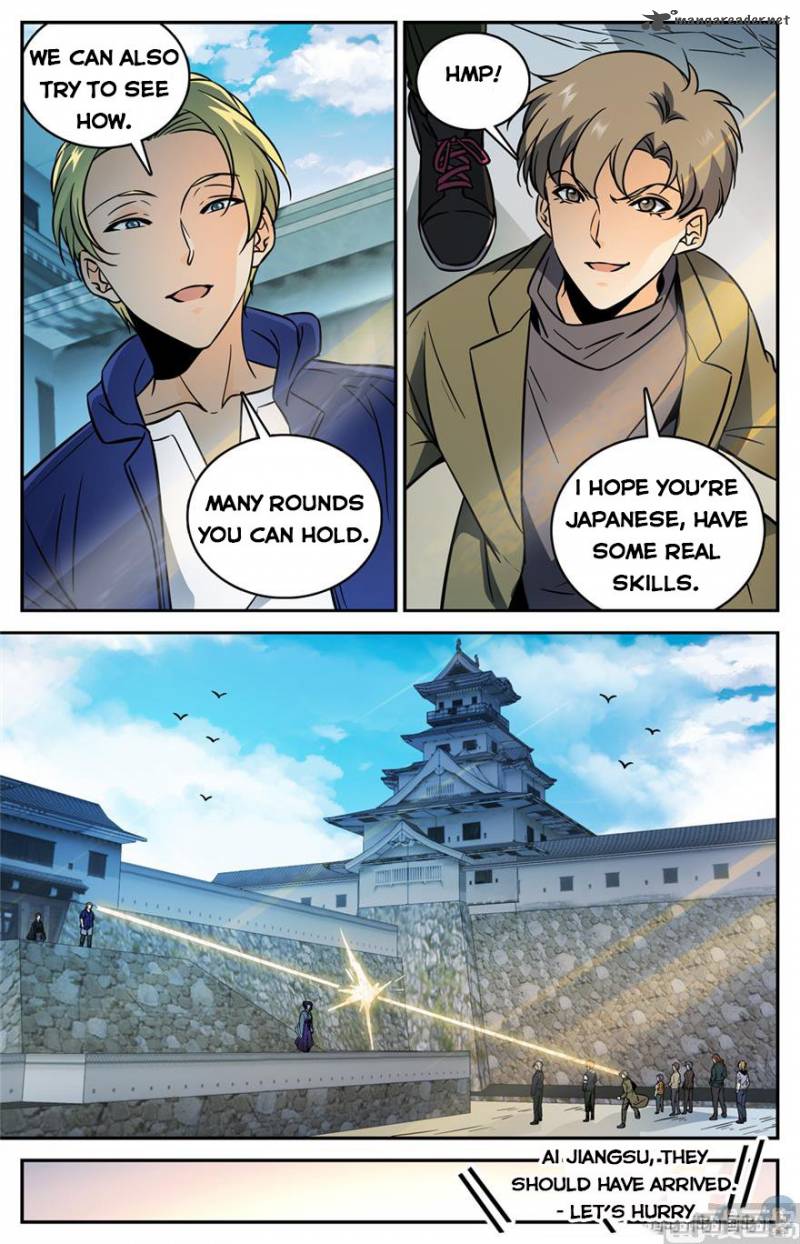 mangareader.net
WE CAN ALSO
TRY TO SEE
HOW.
MANY ROUNDS
YOU CAN HOLD.
HMP!
I HOPE YOU'RE
JAPANESE, HAVE
SOME REAL
SKILLS.
AI JIANGSU, THEY
SHOULD HAVE ARRIVED.
- LET'S HURRY